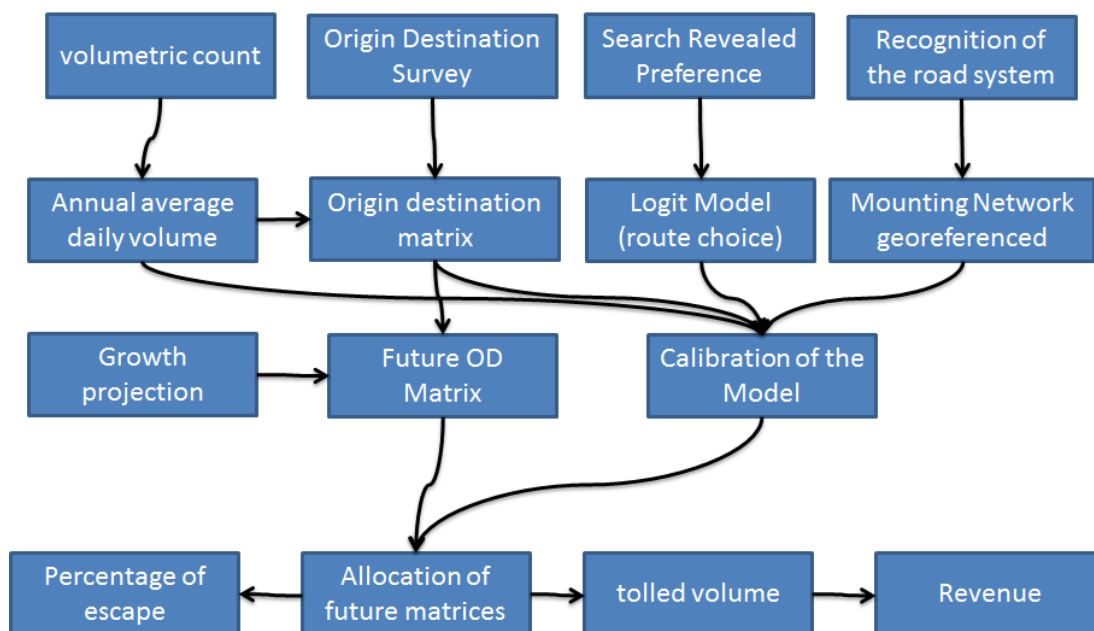 volumetric count
Origin Destination
Survey
Search Revealed
Preference
Recognition of
the road system
Annual average
daily volume
Origin destination
matrix
Logit Model
(route choice)
Mounting Network
georeferenced
Growth
projection
Future OD
Matrix
Calibration of the
Model
Percentage of
escape
Allocation of
future matrices
tolled volume
Revenue